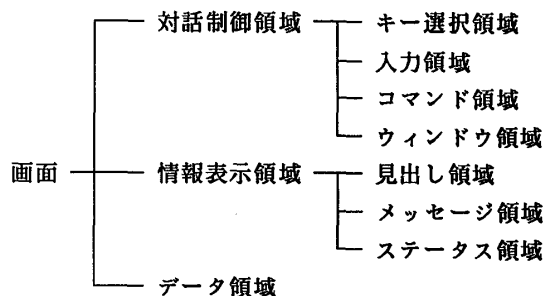 対話制御領域 キー選択領域
入力領域
コマンド領域
ウィンドウ領域
画面 情報表示領域 見出し領域
メッセージ領域
ステータス領域
データ領域